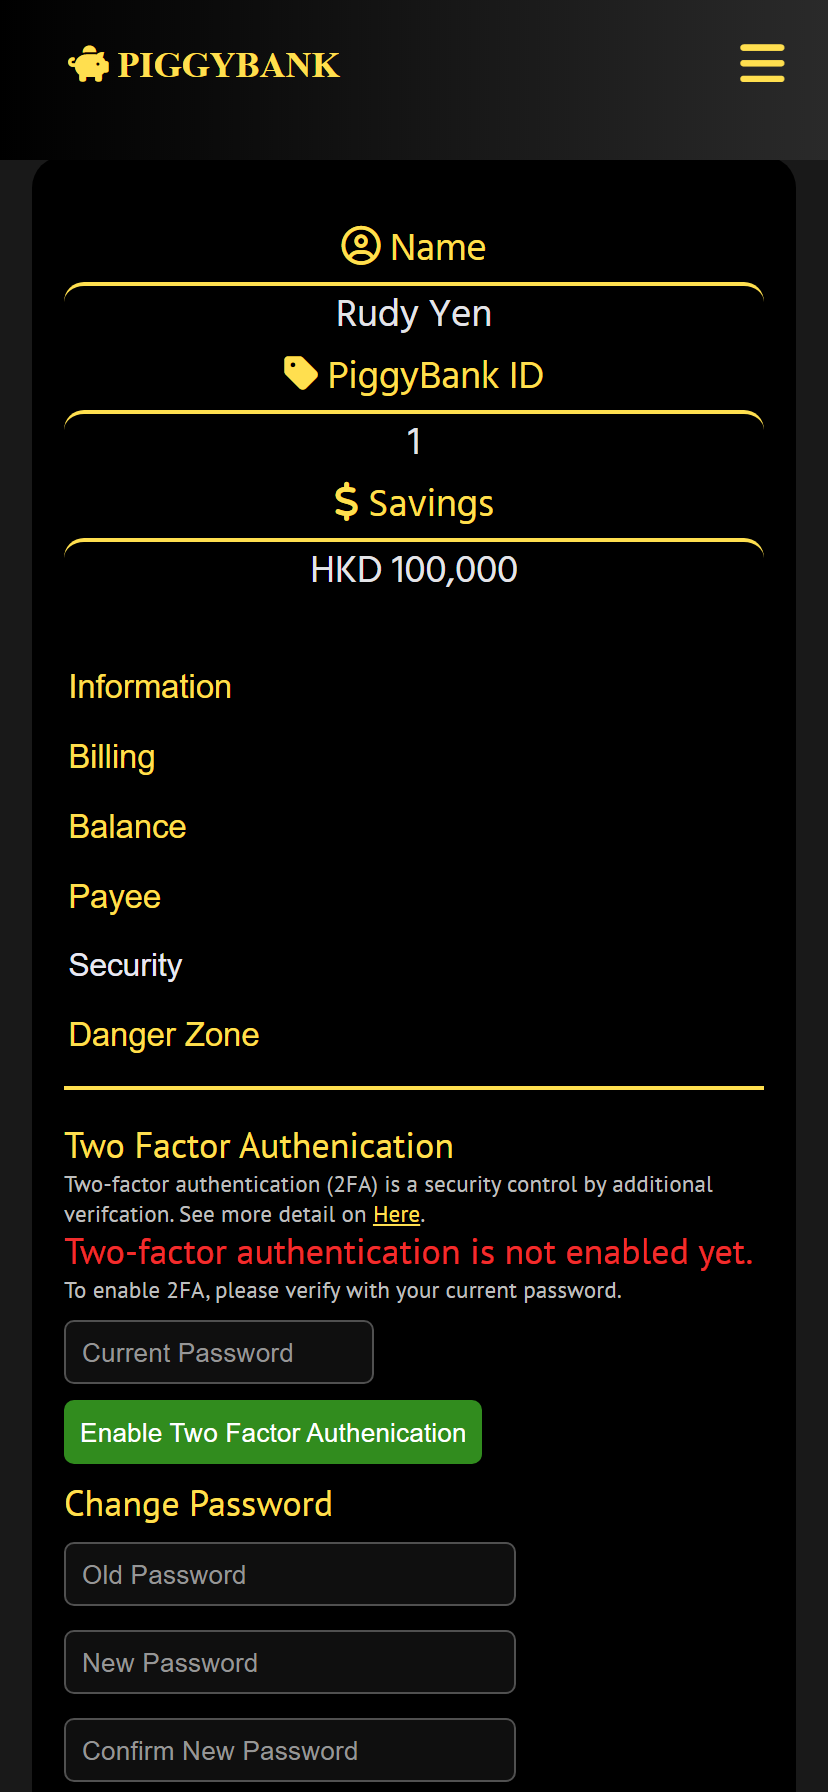 PIGGYBANK
Name
Rudy Yen
PiggyBank ID
1
$ Savings
HKD 100,000
Information
Billing
Balance
Payee
Security
Danger Zone
Two Factor Authenication
Two-factor authentication (2FA) is a security control by additional
verifcation. See more detail on Here.
Two-factor authentication is not enabled yet.
To enable 2FA, please verify with your current password.
Current Password
Enable Two Factor Authenication
Change Password
Old Password
New Password
Confirm New Password